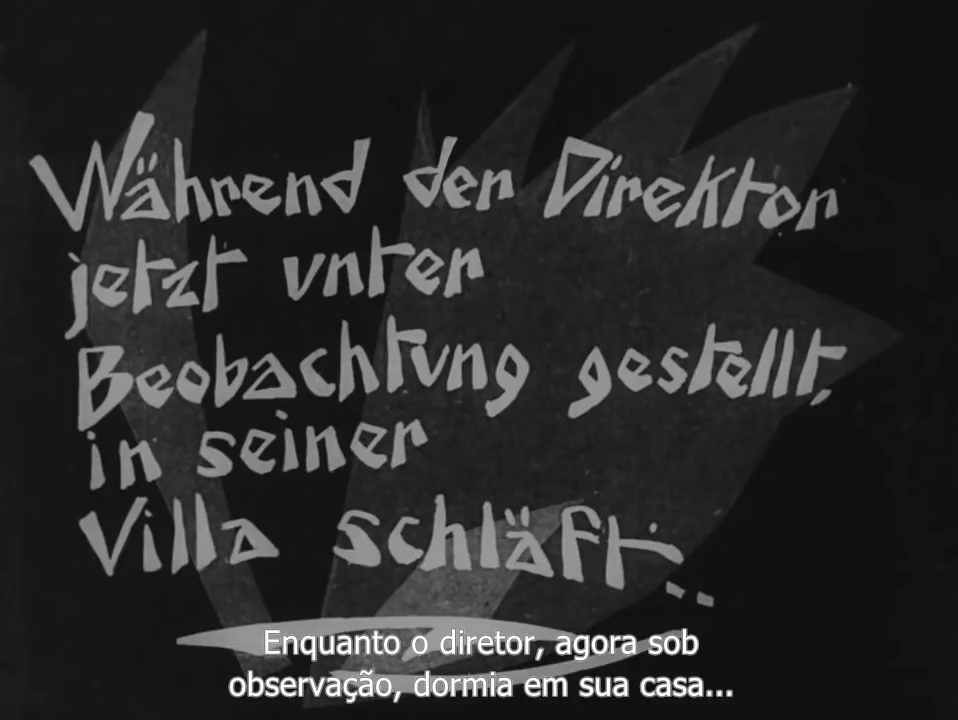 Während der Direktor
jetzt unter
Beobachtung gestellt,
in seiner
Villa schläft...
Enquanto o diretor, agora sob
observação, dormia em sua casa...